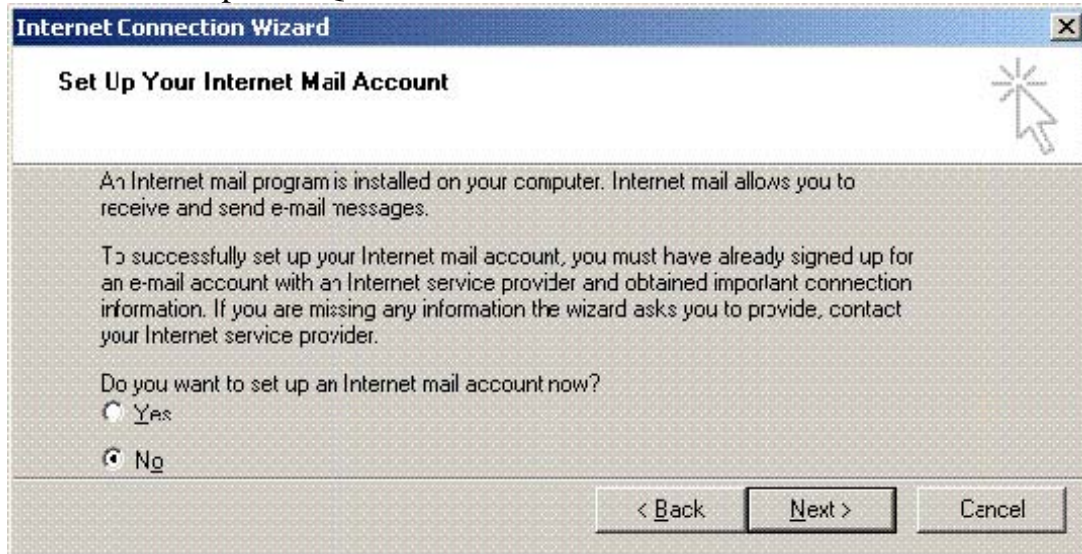 Internet Connection Wizard
Set Up Your Internet Mail Account
An Internet mail program is installed on your computer. Internet mail allows you to
receive and send e-mail messages.
To successfully set up your Internet mail account, you must have already signed up for
an e-mail account with an Internet service provider and obtained important connection
information. If you are missing any information the wizard asks you to provide, contact
your Internet service provider.
Do you want to set up an Internet mail account now?
Yes
No
< Back Next > Cancel